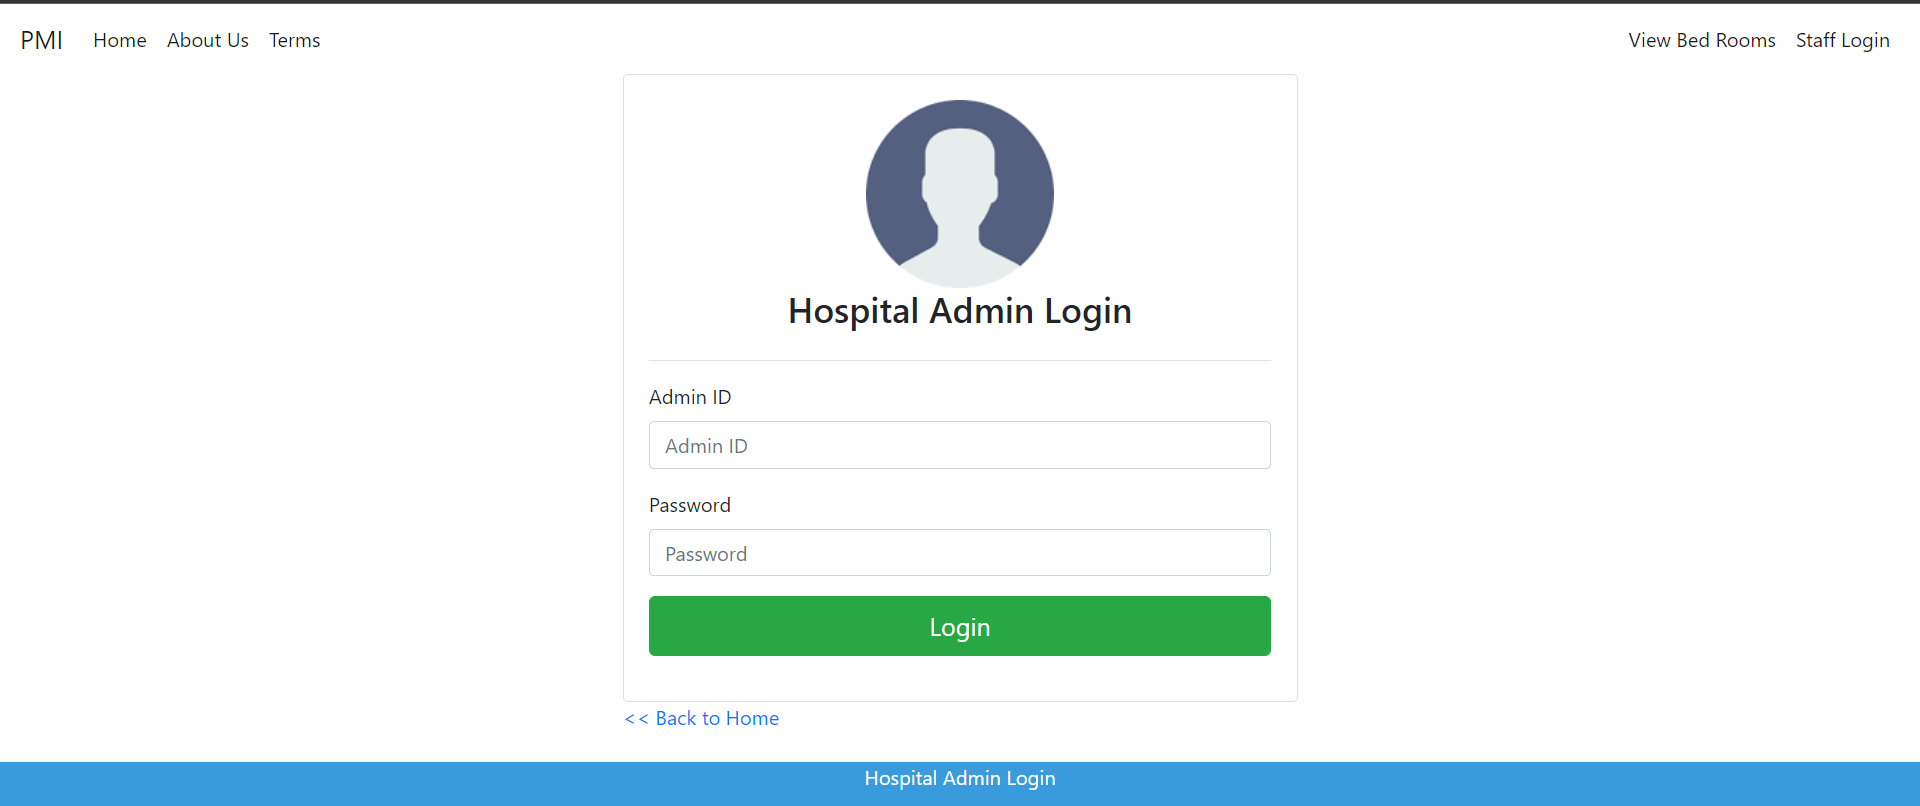 PMI Home About Us Terms View Bed Rooms Staff Login
Hospital Admin Login
Admin ID
Admin ID
Password
Password
Login
<< Back to Home
Hospital Admin Login